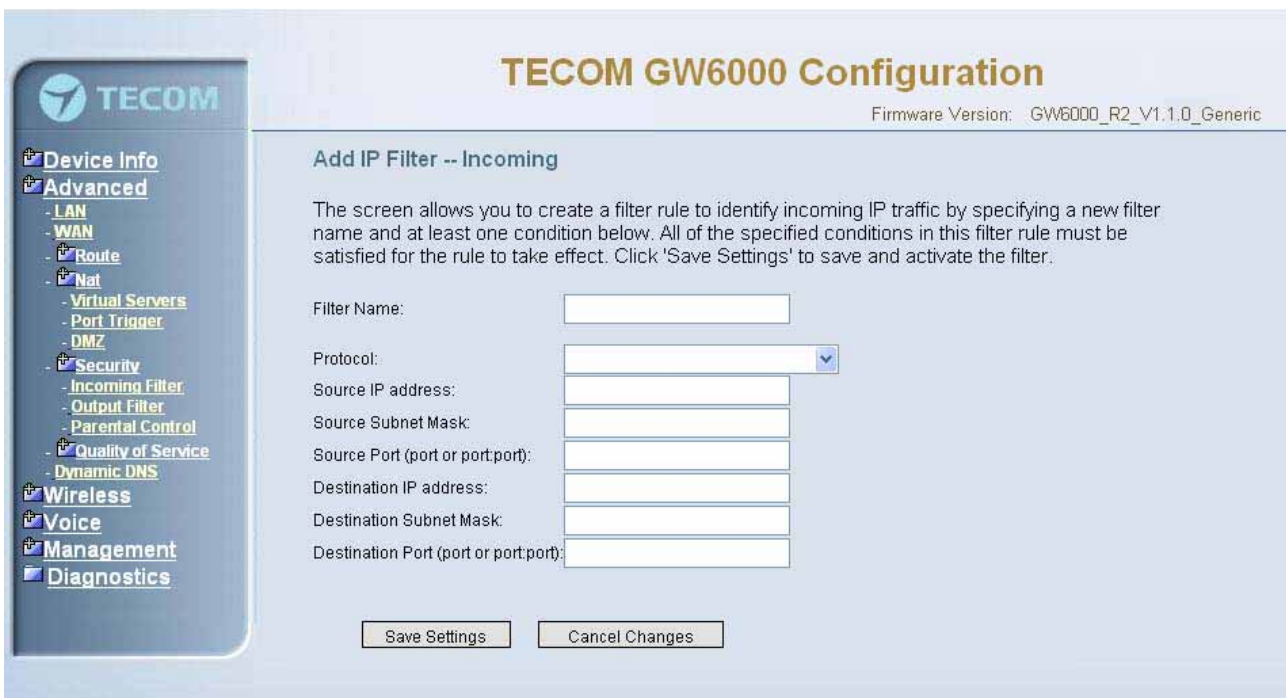 TECOM
TECOM GW6000 Configuration
Firmware Version: GW6000_R2_V1.1.0_Generic
Device Info
Advanced
- LAN
- WAN
- Route
- Nat
- Virtual Servers
- Port Trigger
- DMZ
- Security
- Incoming Filter
- Output Filter
- Parental Control
- Quality of Service
- Dynamic DNS
Wireless
Voice
Management
Diagnostics
Add IP Filter -- Incoming
The screen allows you to create a filter rule to identify incoming IP traffic by specifying a new filter
name and at least one condition below. All of the specified conditions in this filter rule must be
satisfied for the rule to take effect. Click 'Save Settings' to save and activate the filter.
Filter Name:
Protocol:
Source IP address:
Source Subnet Mask:
Source Port (port or port:port):
Destination IP address:
Destination Subnet Mask:
Destination Port (port or port:port):
Save Settings
Cancel Changes